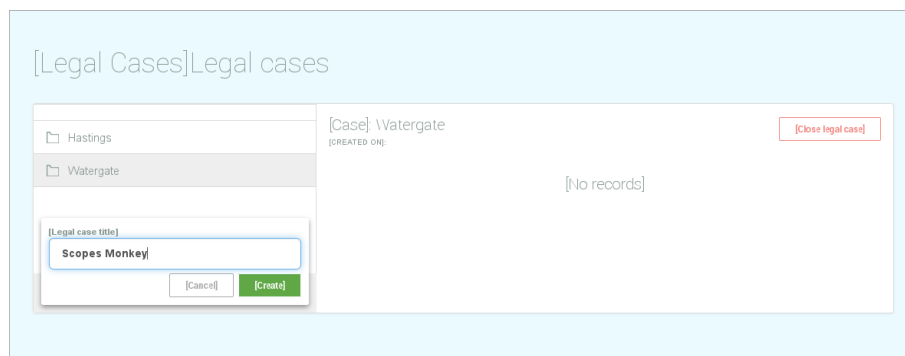 [Legal Cases]Legal cases
Hastings
Watergate
[Legal case title]
Scopes Monkey
[Cancel]
[Create]
[Case]: Watergate
[CREATED ON]:
[Close legal case]
[No records]